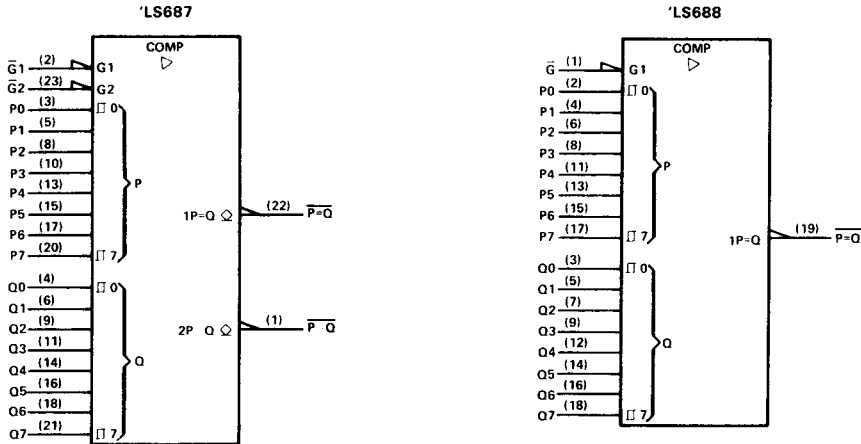 'LS687
COMP
▷
G̅1 (2) G1
G̅2 (23) G2
P0 (3) ∏ 0
P1 (5)
P2 (8)
P3 (10)
P4 (13) P
P5 (15)
P6 (17)
P7 (20) ∏ 7
1P=Q ◇ (22) P̅=̅Q̅
Q0 (4) ∏ 0
Q1 (6)
Q2 (9)
Q3 (11)
Q4 (14) Q
Q5 (16)
Q6 (18)
Q7 (21) ∏ 7
2P Q ◇ (1) P̅ ̅Q̅
'LS688
COMP
▷
G̅ (1) G1
P0 (2) ∏ 0
P1 (4)
P2 (6)
P3 (8)
P4 (11) P
P5 (13)
P6 (15)
P7 (17) ∏ 7
1P=Q (19) P̅=̅Q̅
Q0 (3) ∏ 0
Q1 (5)
Q2 (7)
Q3 (9)
Q4 (12) Q
Q5 (14)
Q6 (16)
Q7 (18) ∏ 7